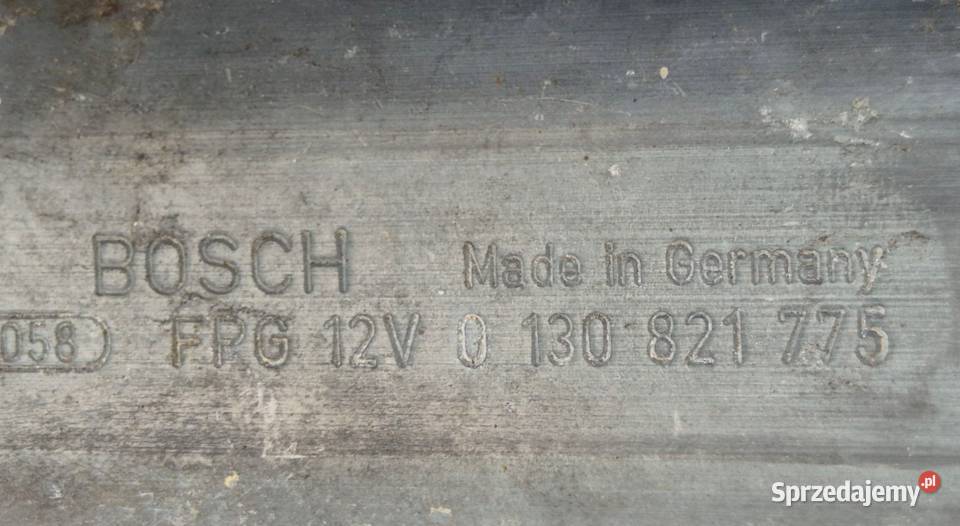 BOSCH Made in Germany
058 FPG 12V 0 130 821 775
Sprzedajemy.pl